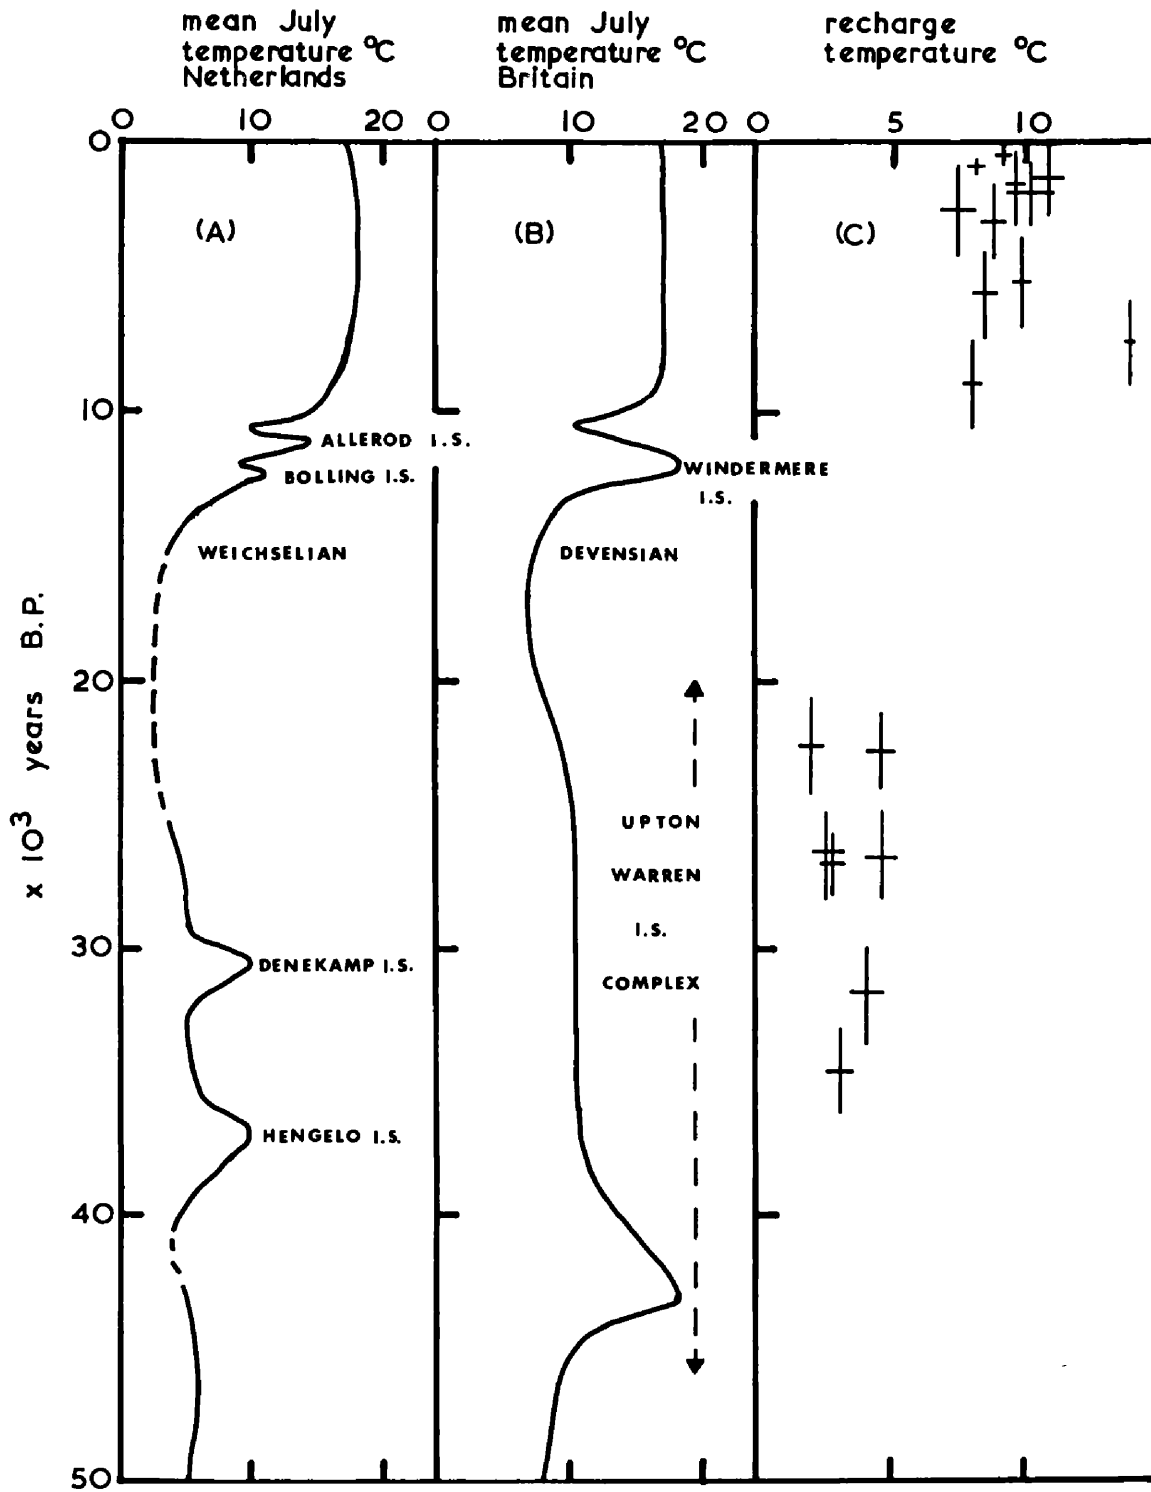 mean July
temperature °C
Netherlands
mean July
temperature °C
Britain
recharge
temperature °C
0 10 20 0 10 20 0 5 10
0
10
20
30
40
50
x 10³ years B.P.
(A)
(B)
(C)
ALLEROD I.S.
BOLLING I.S.
WEICHSELIAN
DENEKAMP I.S.
HENGELO I.S.
WINDERMERE
I.S.
DEVENSIAN
UPTON
WARREN
I.S.
COMPLEX